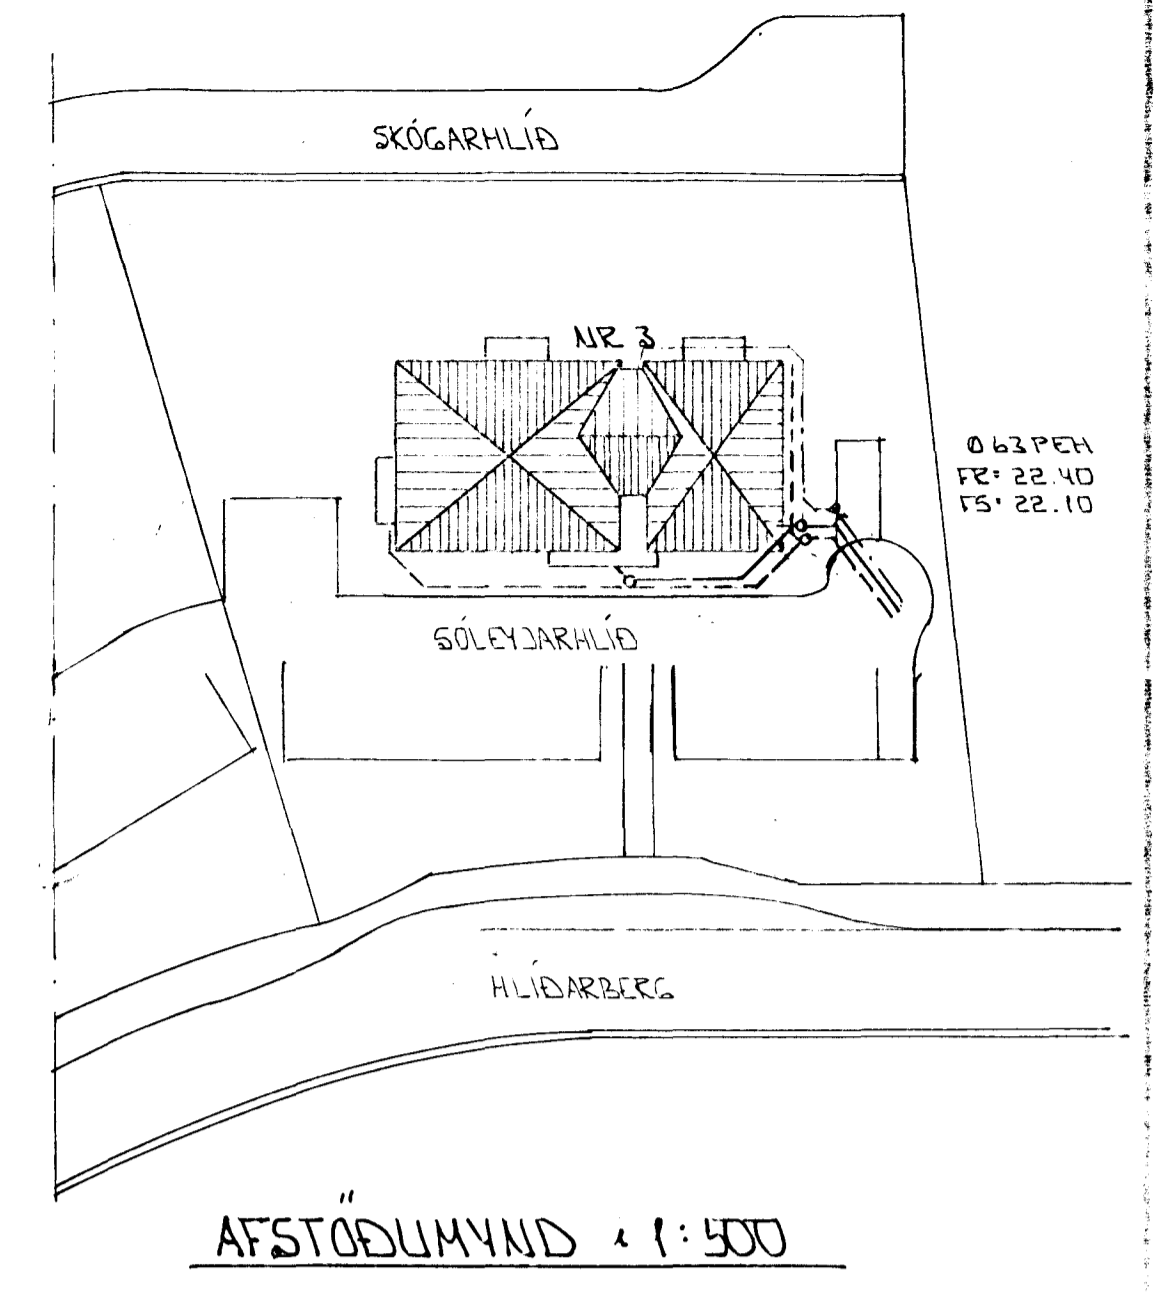 SKÓGARHLÍÐ
NR 3
Ø 63 PEH
FR: 22.40
FS: 22.10
SÓLEYJARHLÍÐ
HLÍÐARBERG
AFSTÖÐUMYND í 1:500